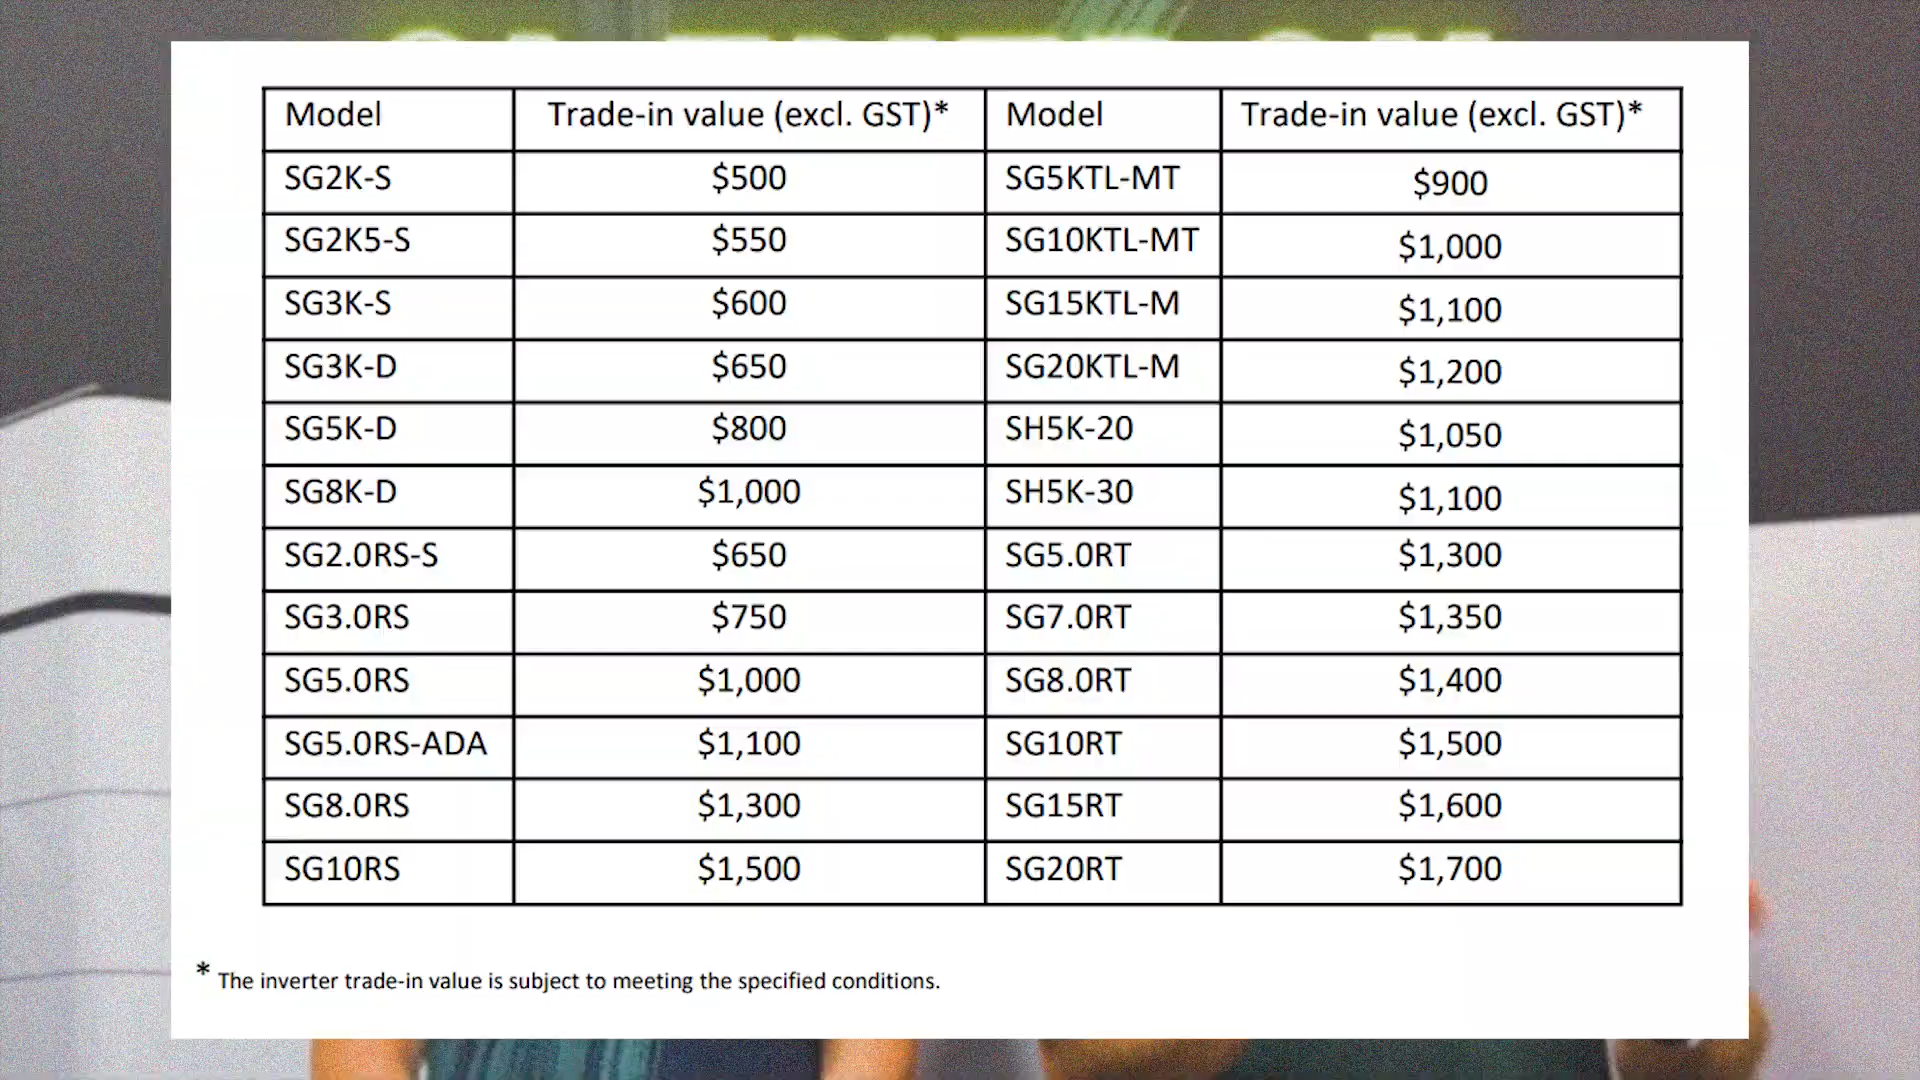 Model Trade-in value (excl. GST)* Model Trade-in value (excl. GST)*
SG2K-S $500 SG5KTL-MT $900
SG2K5-S $550 SG10KTL-MT $1,000
SG3K-S $600 SG15KTL-M $1,100
SG3K-D $650 SG20KTL-M $1,200
SG5K-D $800 SH5K-20 $1,050
SG8K-D $1,000 SH5K-30 $1,100
SG2.0RS-S $650 SG5.0RT $1,300
SG3.0RS $750 SG7.0RT $1,350
SG5.0RS $1,000 SG8.0RT $1,400
SG5.0RS-ADA $1,100 SG10RT $1,500
SG8.0RS $1,300 SG15RT $1,600
SG10RS $1,500 SG20RT $1,700
* The inverter trade-in value is subject to meeting the specified conditions.